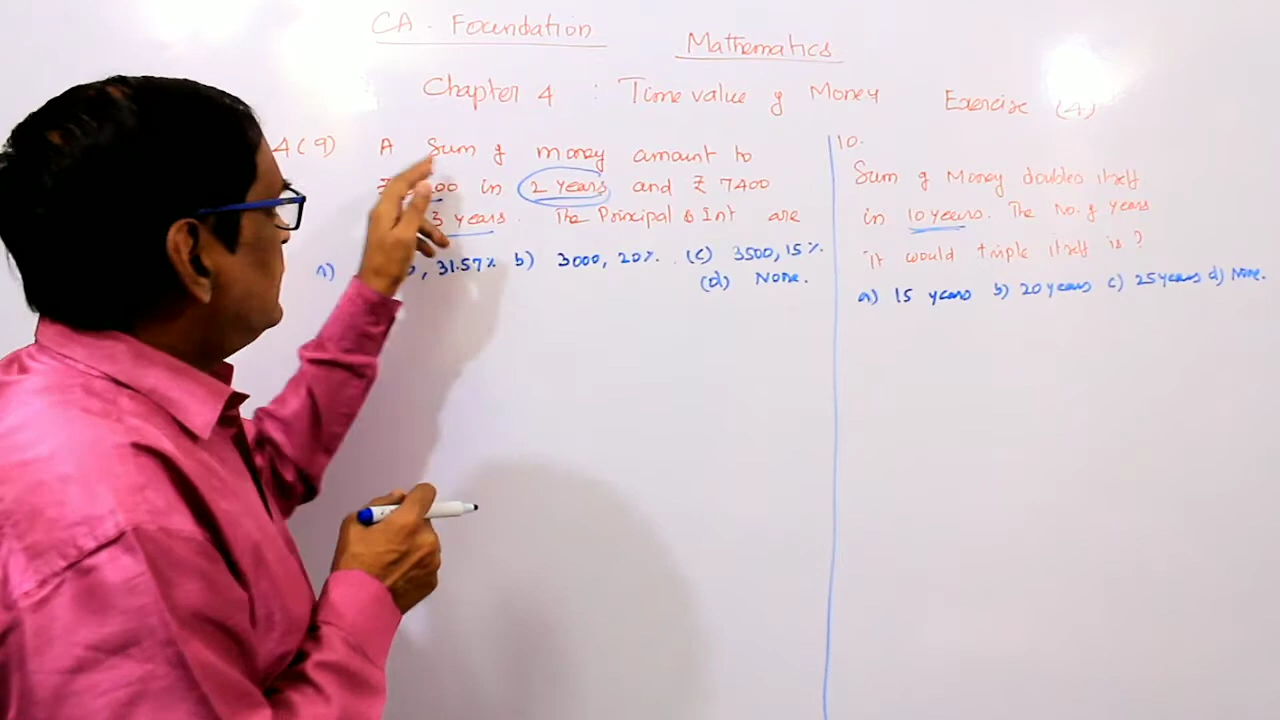 CA. Foundation
Mathematics
Chapter 4 : Time value of Money Exercise (4)
4(9) A Sum of money amount to
₹ 00 in 2 years and ₹ 7400
3 years. The Principal & Int are
a) , 31.57% b) 3000, 20%. (c) 3500, 15%.
(d) None.
10.
Sum of Money doubles itself
in 10 years. The No. of Years
it would triple itself is?
a) 15 years b) 20 years c) 25 years d) None.